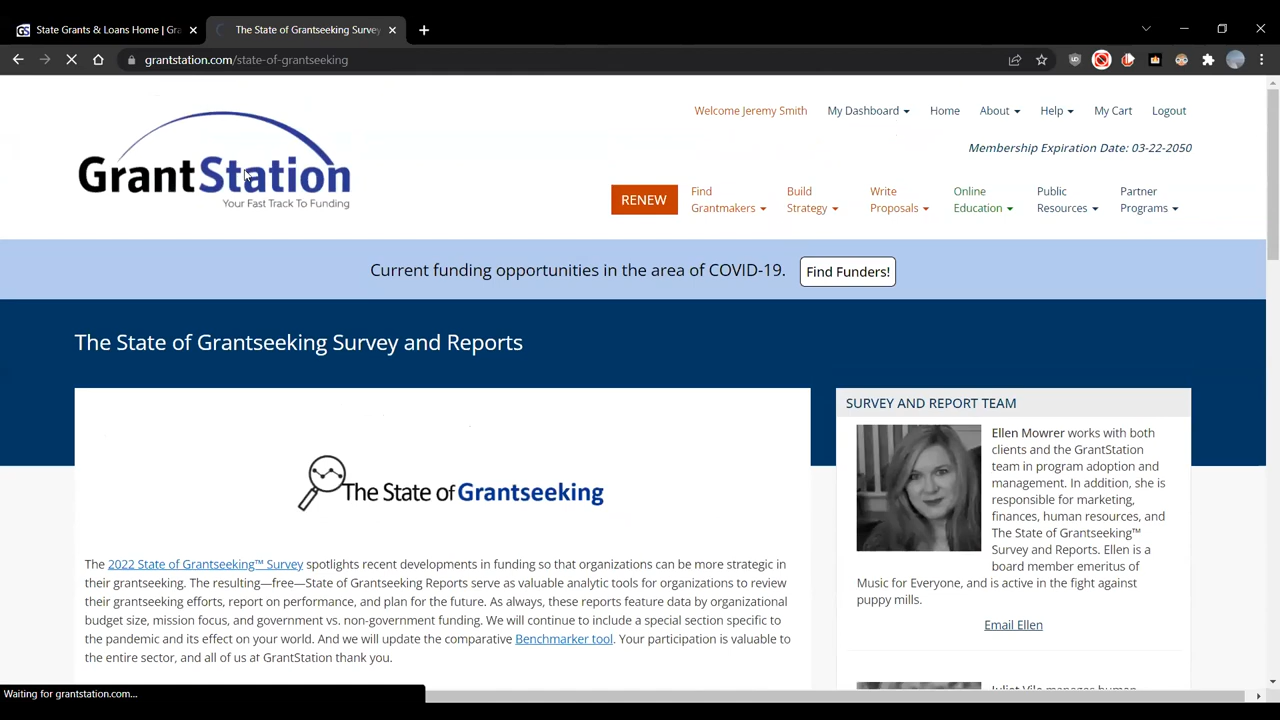 State Grants & Loans Home | Gra
The State of Grantseeking Survey
grantstation.com/state-of-grantseeking
GrantStation
Your Fast Track To Funding
Welcome Jeremy Smith
My Dashboard
Home
About
Help
My Cart
Logout
Membership Expiration Date: 03-22-2050
RENEW
Find
Grantmakers
Build
Strategy
Write
Proposals
Online
Education
Public
Resources
Partner
Programs
Current funding opportunities in the area of COVID-19.
Find Funders!
The State of Grantseeking Survey and Reports
The State of Grantseeking
The 2022 State of Grantseeking™ Survey spotlights recent developments in funding so that organizations can be more strategic in
their grantseeking. The resulting—free—State of Grantseeking Reports serve as valuable analytic tools for organizations to review
their grantseeking efforts, report on performance, and plan for the future. As always, these reports feature data by organizational
budget size, mission focus, and government vs. non-government funding. We will continue to include a special section specific to
the pandemic and its effect on your world. And we will update the comparative Benchmarker tool. Your participation is valuable to
the entire sector, and all of us at GrantStation thank you.
SURVEY AND REPORT TEAM
Ellen Mowrer works with both
clients and the GrantStation
team in program adoption and
management. In addition, she is
responsible for marketing,
finances, human resources, and
The State of Grantseeking™
Survey and Reports. Ellen is a
board member emeritus of
Music for Everyone, and is active in the fight against
puppy mills.
Email Ellen
Juliet Vile manages human
Waiting for grantstation.com...